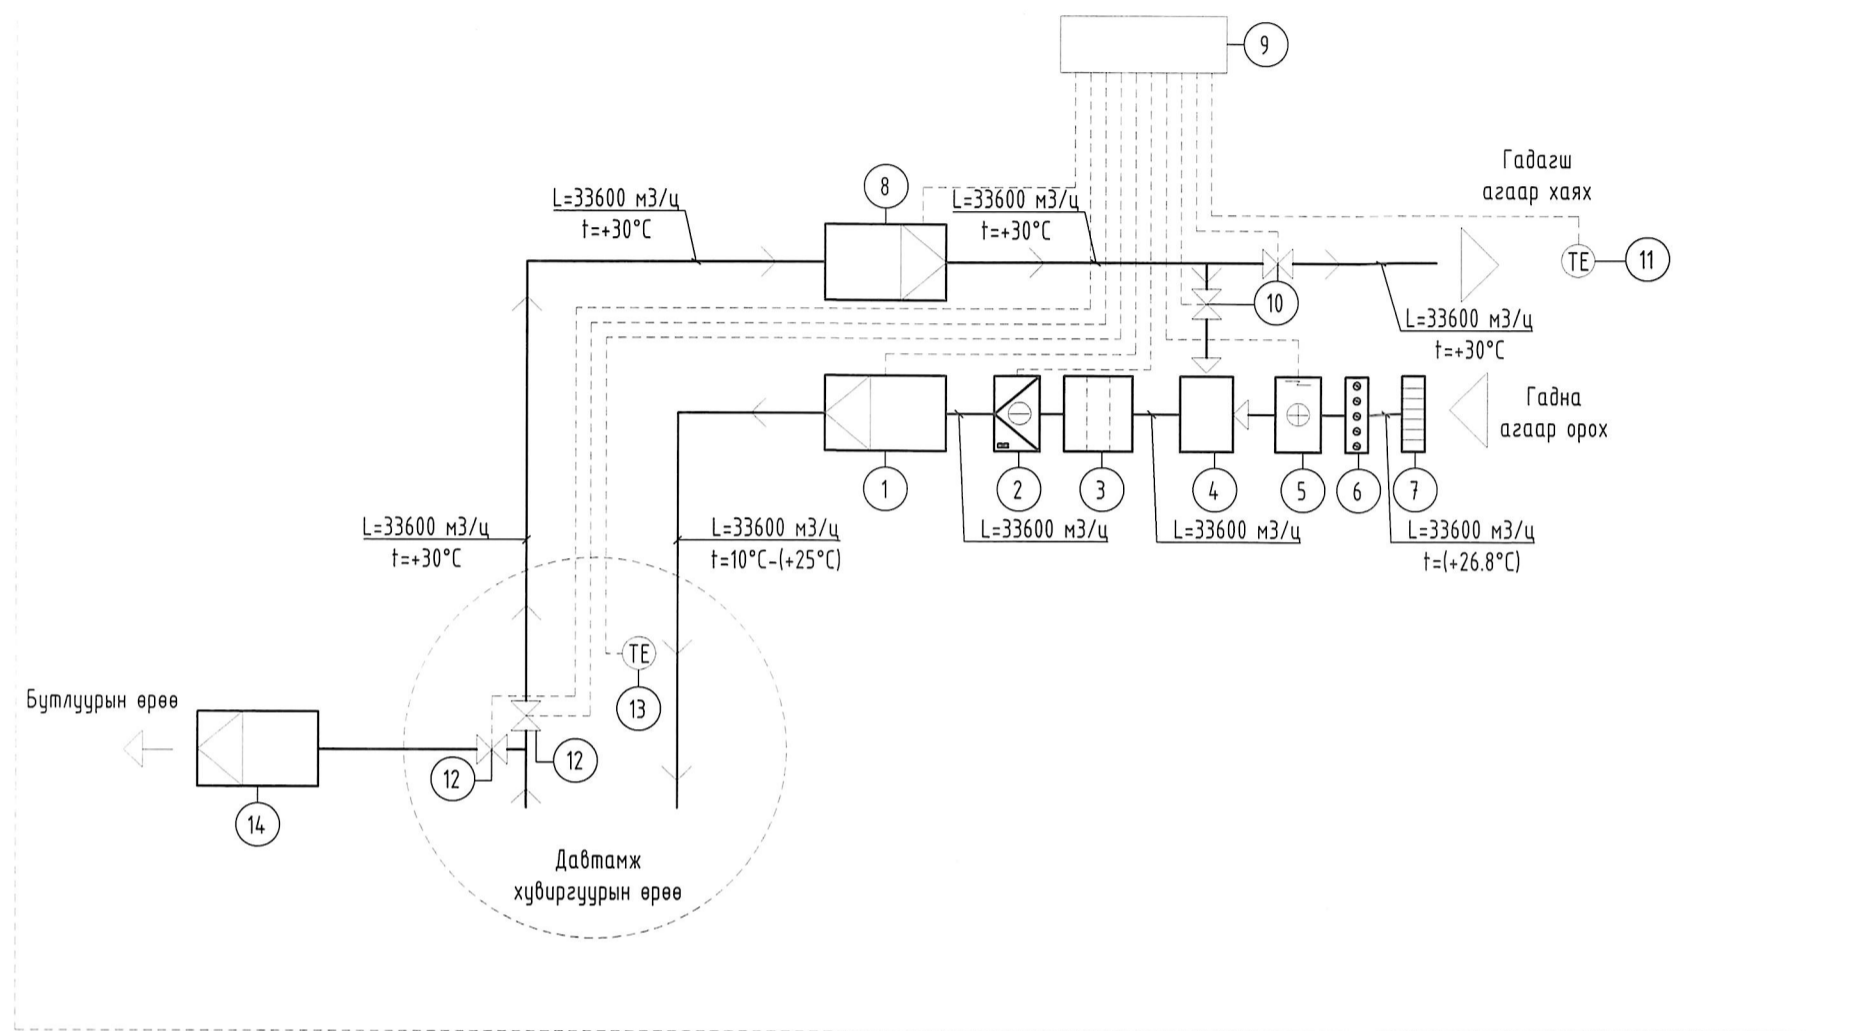 9
Гадагш
агаар хаях
8
L=33600 м3/ц
t=+30°C
L=33600 м3/ц
t=+30°C
TE
11
10
L=33600 м3/ц
t=+30°C
Гадна
агаар орох
1
2
3
4
5
6
7
L=33600 м3/ц
t=+30°C
L=33600 м3/ц
t=10°C-(+25°C)
L=33600 м3/ц
L=33600 м3/ц
L=33600 м3/ц
t=(+26.8°C)
TE
13
Бутлуурын өрөө
12
12
14
Давтамж
хувиргуурын өрөө